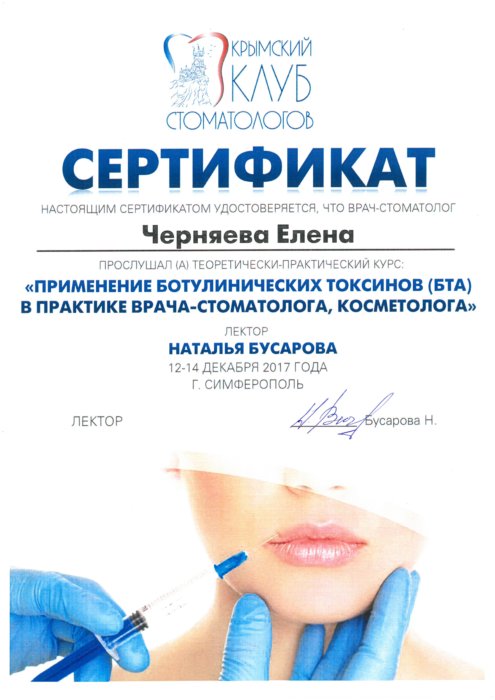 КРЫМСКИЙ
КЛУБ
СТОМАТОЛОГОВ
СЕРТИФИКАТ
НАСТОЯЩИМ СЕРТИФИКАТОМ УДОСТОВЕРЯЕТСЯ, ЧТО ВРАЧ-СТОМАТОЛОГ
Черняева Елена
ПРОСЛУШАЛ (А) ТЕОРЕТИЧЕСКИ-ПРАКТИЧЕСКИЙ КУРС:
«ПРИМЕНЕНИЕ БОТУЛИНИЧЕСКИХ ТОКСИНОВ (БТА)
В ПРАКТИКЕ ВРАЧА-СТОМАТОЛОГА, КОСМЕТОЛОГА»
ЛЕКТОР
НАТАЛЬЯ БУСАРОВА
12-14 ДЕКАБРЯ 2017 ГОДА
Г. СИМФЕРОПОЛЬ
ЛЕКТОР Бусарова Н.